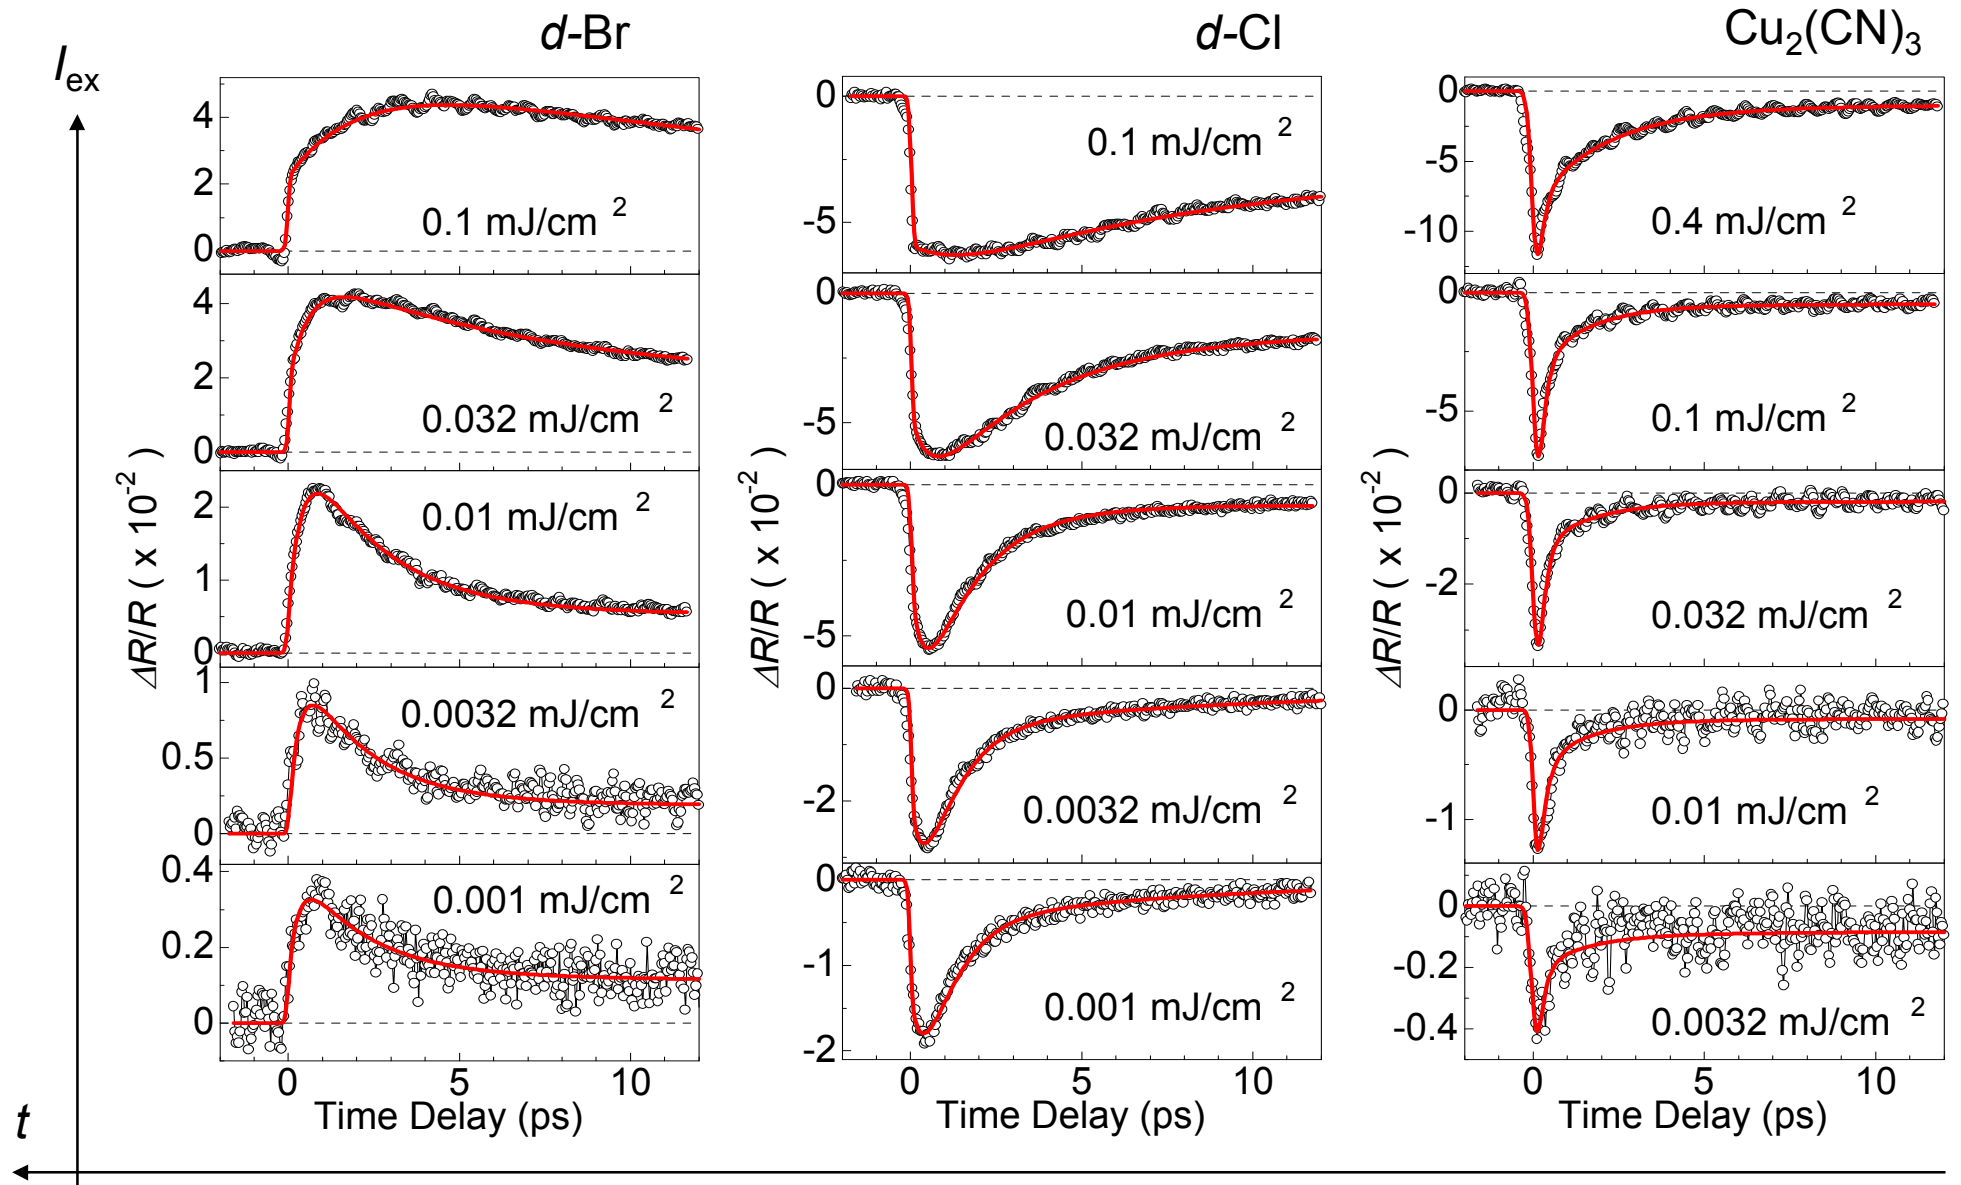 d-Br
d-Cl
Cu₂(CN)₃
I_ex
4
2
0
0.1 mJ/cm ²
4
2
0
0.032 mJ/cm ²
2
1
0
0.01 mJ/cm ²
1
0.5
0
0.0032 mJ/cm ²
0.4
0.2
0
0.001 mJ/cm ²
ΔR/R ( x 10⁻² )
0
5
10
Time Delay (ps)
0
-5
0.1 mJ/cm ²
0
-5
0.032 mJ/cm ²
0
-5
0.01 mJ/cm ²
0
-2
0.0032 mJ/cm ²
0
-1
-2
0.001 mJ/cm ²
ΔR/R ( x 10⁻² )
0
5
10
Time Delay (ps)
0
-5
-10
0.4 mJ/cm ²
0
-5
0.1 mJ/cm ²
0
-2
0.032 mJ/cm ²
0
-1
0.01 mJ/cm ²
0
-0.2
-0.4
0.0032 mJ/cm ²
ΔR/R ( x 10⁻² )
0
5
10
Time Delay (ps)
t